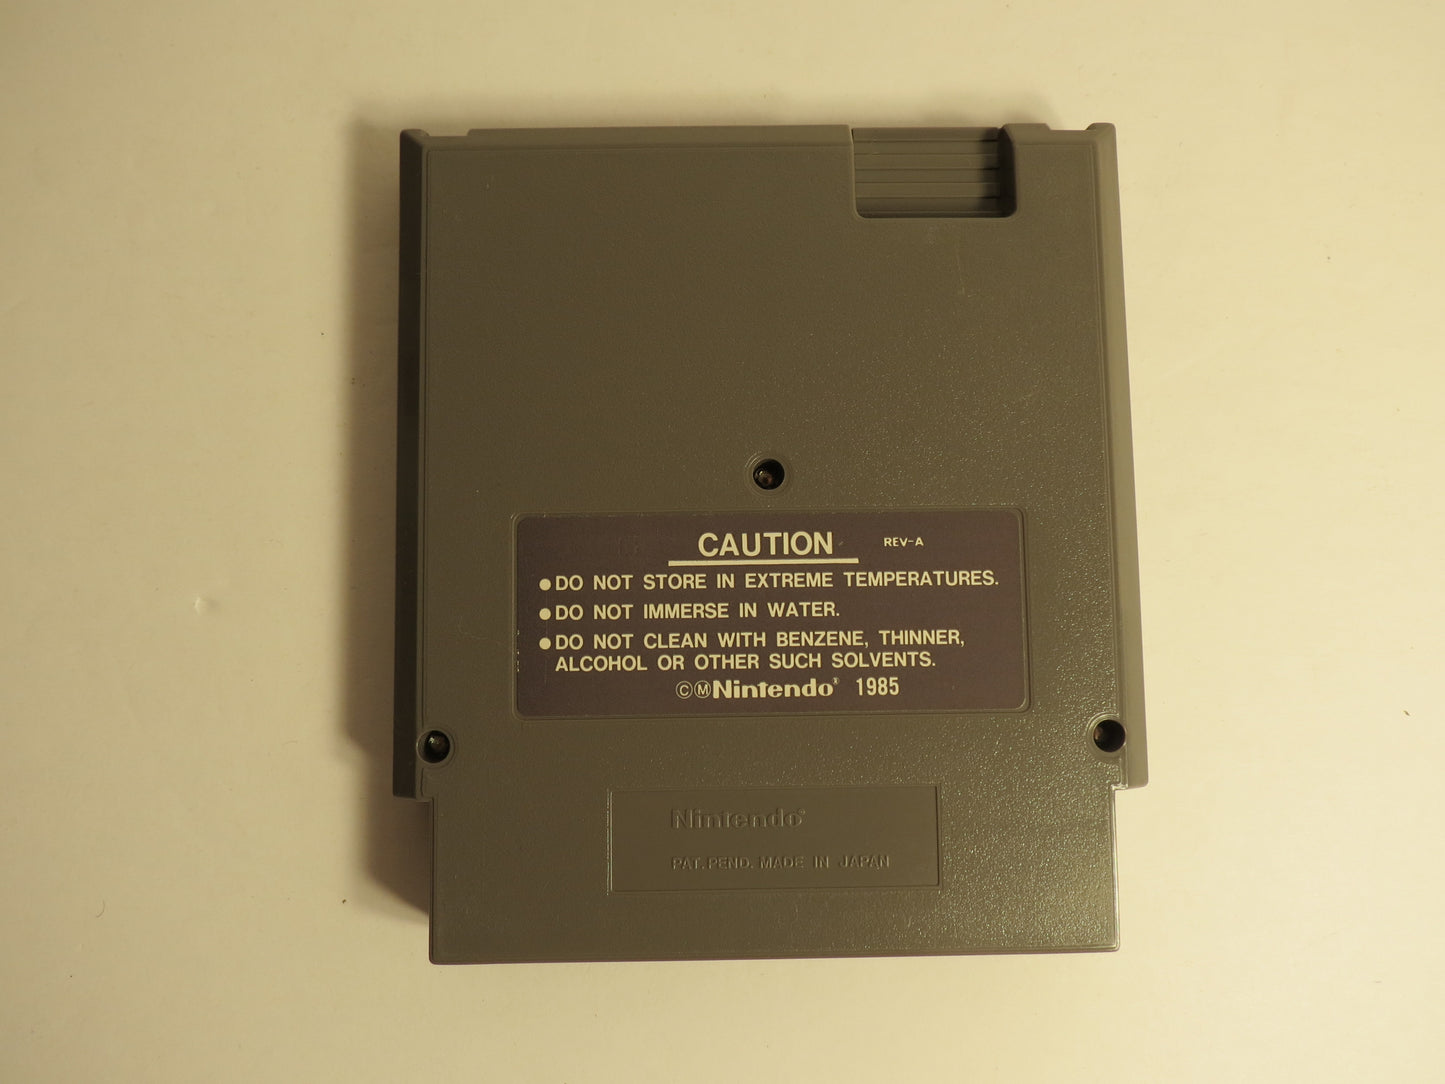 CAUTION REV-A
●DO NOT STORE IN EXTREME TEMPERATURES.
●DO NOT IMMERSE IN WATER.
●DO NOT CLEAN WITH BENZENE, THINNER,
ALCOHOL OR OTHER SUCH SOLVENTS.
©ⓂNintendo® 1985
Nintendo®
PAT.PEND. MADE IN JAPAN